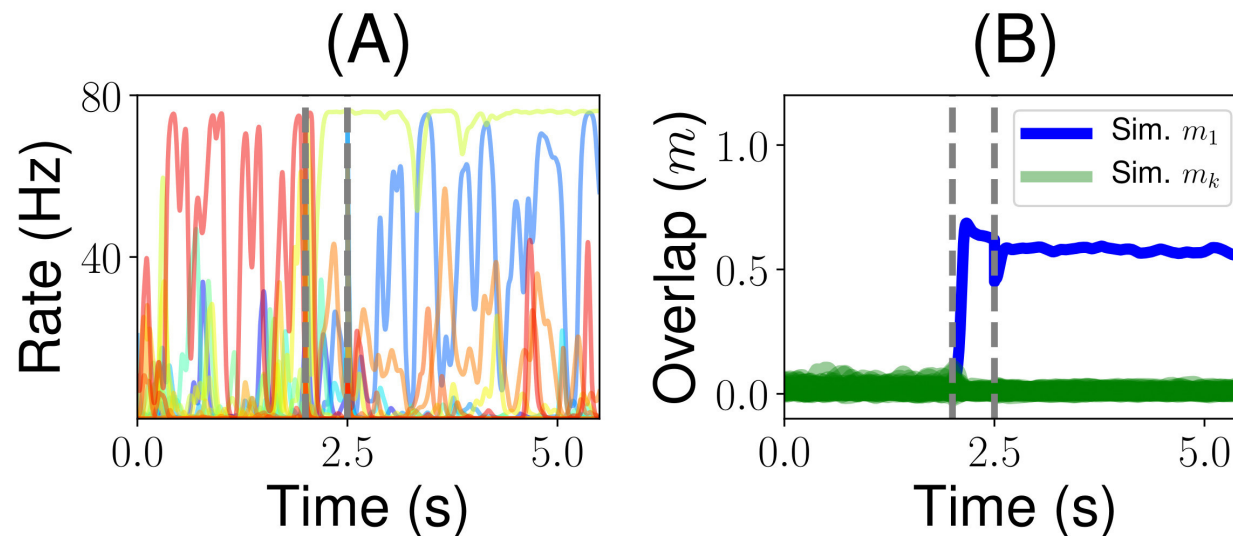 (A)
80
40
Rate (Hz)
0.0
2.5
5.0
Time (s)
(B)
1.0
0.5
0.0
Overlap (m)
Sim. m₁
Sim. mₖ
0.0
2.5
5.0
Time (s)